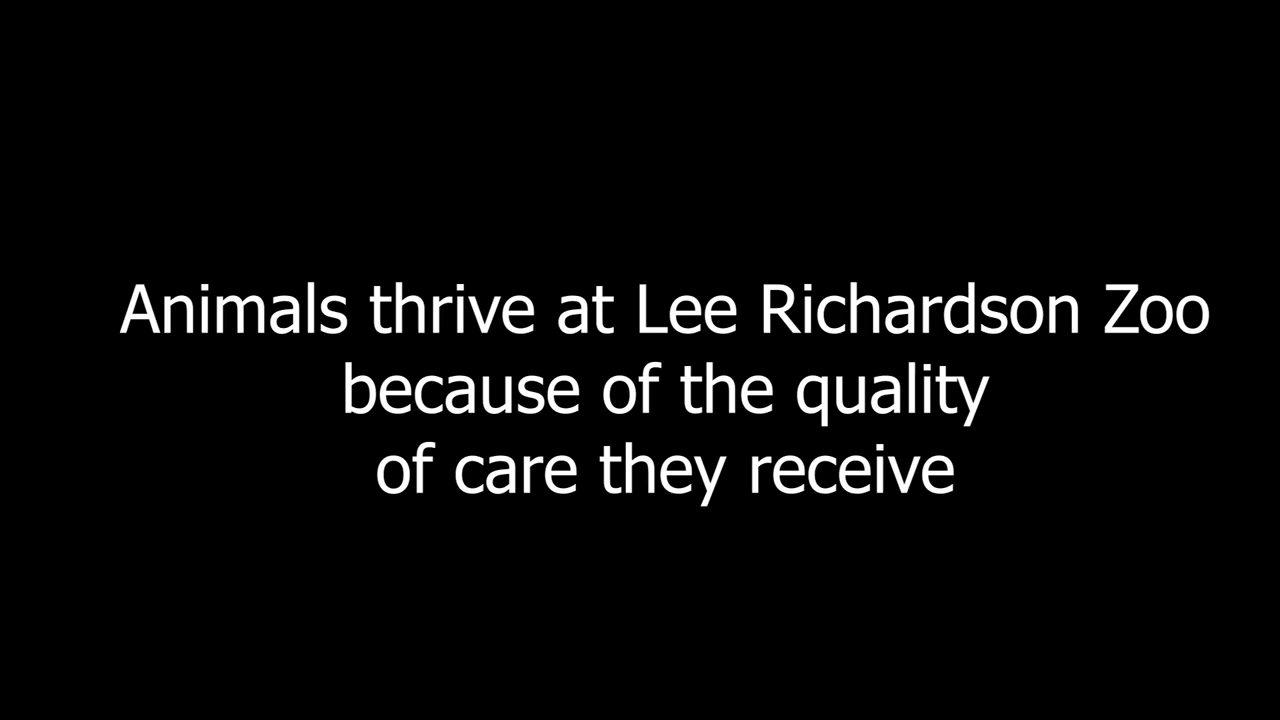 Animals thrive at Lee Richardson Zoo
because of the quality
of care they receive